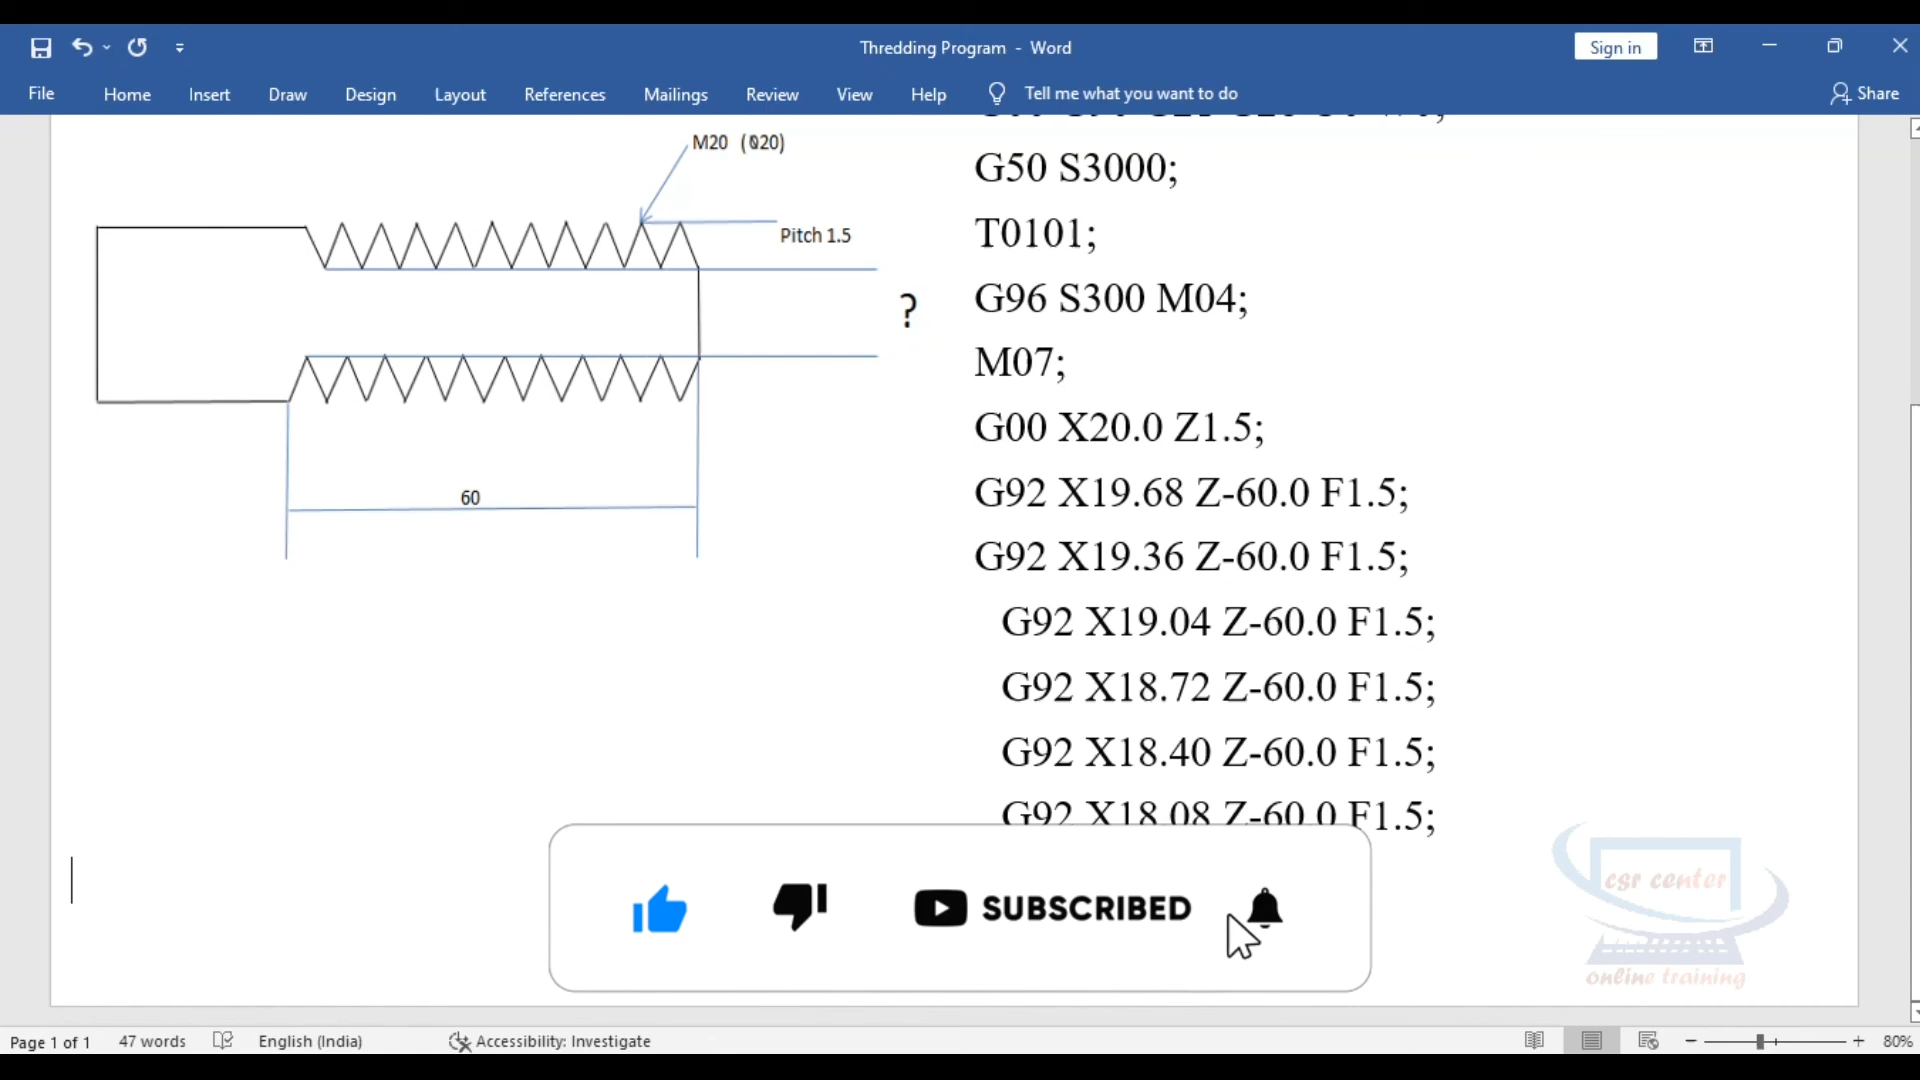 Thredding Program - Word
Sign in
File Home Insert Draw Design Layout References Mailings Review View Help Tell me what you want to do Share
M20 (020)
Pitch 1.5
?
60
G50 S3000;
T0101;
G96 S300 M04;
M07;
G00 X20.0 Z1.5;
G92 X19.68 Z-60.0 F1.5;
G92 X19.36 Z-60.0 F1.5;
G92 X19.04 Z-60.0 F1.5;
G92 X18.72 Z-60.0 F1.5;
G92 X18.40 Z-60.0 F1.5;
G92 X18.08 Z-60.0 F1.5;
SUBSCRIBED
csr center
online training
Page 1 of 1 47 words English (India) Accessibility: Investigate 80%